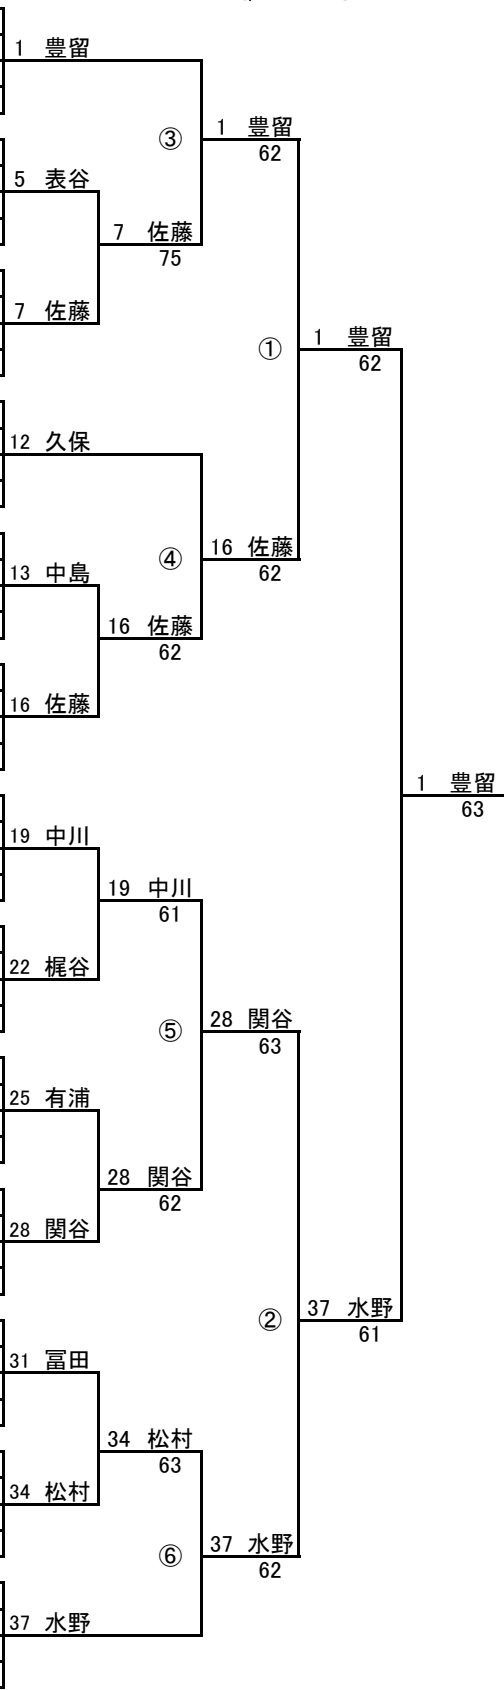 1 豊留
1 豊留
③
62
5 表谷
7 佐藤
75
7 佐藤
1 豊留
①
62
12 久保
16 佐藤
④
62
13 中島
16 佐藤
62
16 佐藤
1 豊留
63
19 中川
19 中川
61
22 梶谷
28 関谷
⑤
63
25 有浦
28 関谷
62
28 関谷
37 水野
②
61
31 冨田
34 松村
63
34 松村
37 水野
⑥
62
37 水野